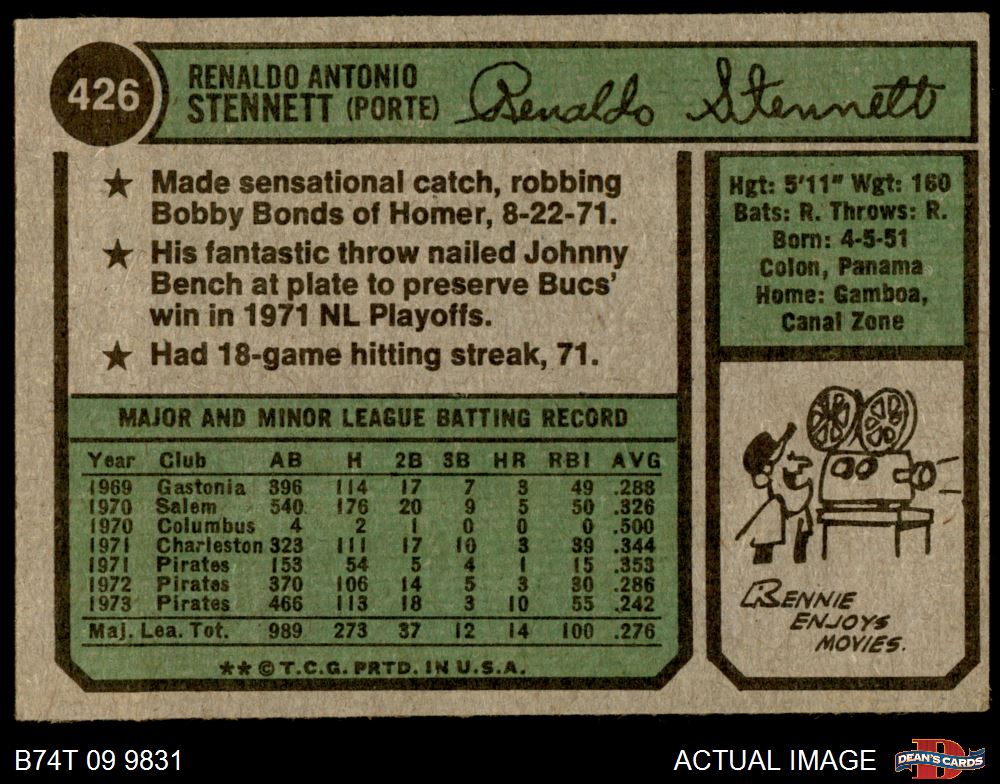 426
RENALDO ANTONIO
STENNETT (PORTE)
Renaldo Stennett
★ Made sensational catch, robbing
Bobby Bonds of Homer, 8-22-71.
★ His fantastic throw nailed Johnny
Bench at plate to preserve Bucs'
win in 1971 NL Playoffs.
★ Had 18-game hitting streak, 71.
Hgt: 5'11" Wgt: 160
Bats: R. Throws: R.
Born: 4-5-51
Colon, Panama
Home: Gamboa,
Canal Zone
MAJOR AND MINOR LEAGUE BATTING RECORD
Year Club AB H 2B 3B HR RBI AVG
1969 Gastonia 396 114 17 7 3 49 .288
1970 Salem 540 176 20 9 5 50 .326
1970 Columbus 4 2 1 0 0 0 .500
1971 Charleston 323 111 17 10 3 39 .344
1971 Pirates 153 54 5 4 1 15 .353
1972 Pirates 370 106 14 5 3 30 .286
1973 Pirates 466 113 18 3 10 55 .242
Maj. Lea. Tot. 989 273 37 12 14 100 .276
** © T.C.G. PRTD. IN U.S.A.
RENNIE
ENJOYS
MOVIES.
B74T 09 9831
ACTUAL IMAGE
D
DEAN'S CARDS